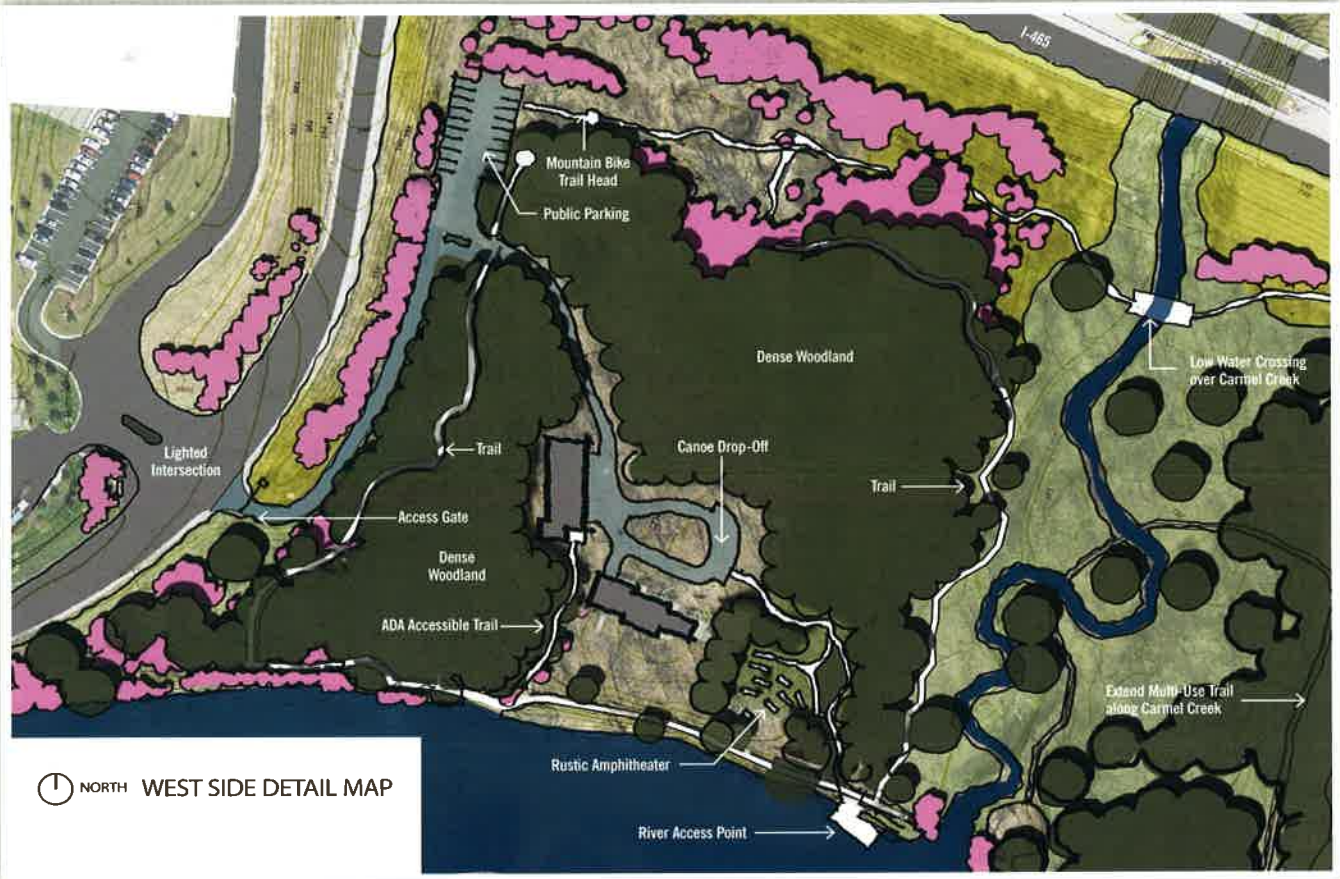 I-465
Mountain Bike
Trail Head
Public Parking
Dense Woodland
Low Water Crossing
over Carmel Creek
Lighted
Intersection
Trail
Canoe Drop-Off
Trail
Access Gate
Dense
Woodland
ADA Accessible Trail
Extend Multi-Use Trail
along Carmel Creek
Rustic Amphitheater
River Access Point
NORTH WEST SIDE DETAIL MAP